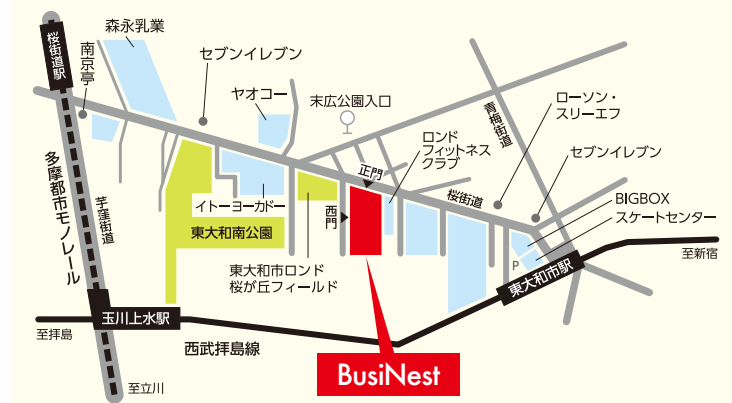 森永乳業
桜街道駅
南京亭
セブンイレブン
ヤオコー
末広公園入口
青梅街道
ローソン・
スリーエフ
ロンド
フィットネス
クラブ
セブンイレブン
正門
桜街道
BIGBOX
スケートセンター
多摩都市モノレール
芋窪街道
イトーヨーカドー
西門
東大和南公園
東大和市ロンド
桜が丘フィールド
P
東大和市駅
至新宿
玉川上水駅
至拝島
西武拝島線
BusiNest
至立川